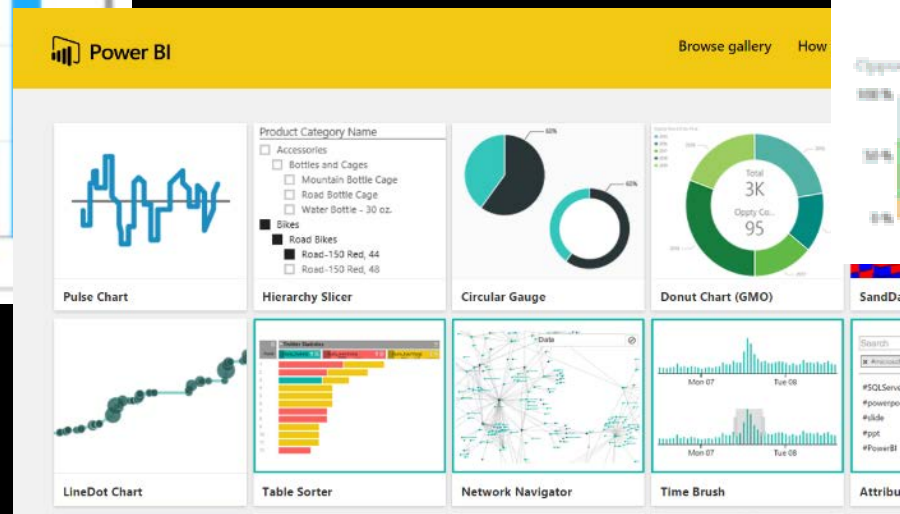 Power BI
Browse gallery
How
Product Category Name
Accessories
Bottles and Cages
Mountain Bottle Cage
Road Bottle Cage
Water Bottle - 30 oz.
Bikes
Road Bikes
Road-150 Red, 44
Road-150 Red, 48
60%
60%
Total
3K
Oppty Co...
95
Pulse Chart
Hierarchy Slicer
Circular Gauge
Donut Chart (GMO)
SandDa
Data
Mon 07
Tue 08
Mon 07
Tue 08
Search
#SQLServe
#powerpo
#slide
#ppt
#PowerBI
LineDot Chart
Table Sorter
Network Navigator
Time Brush
Attribu